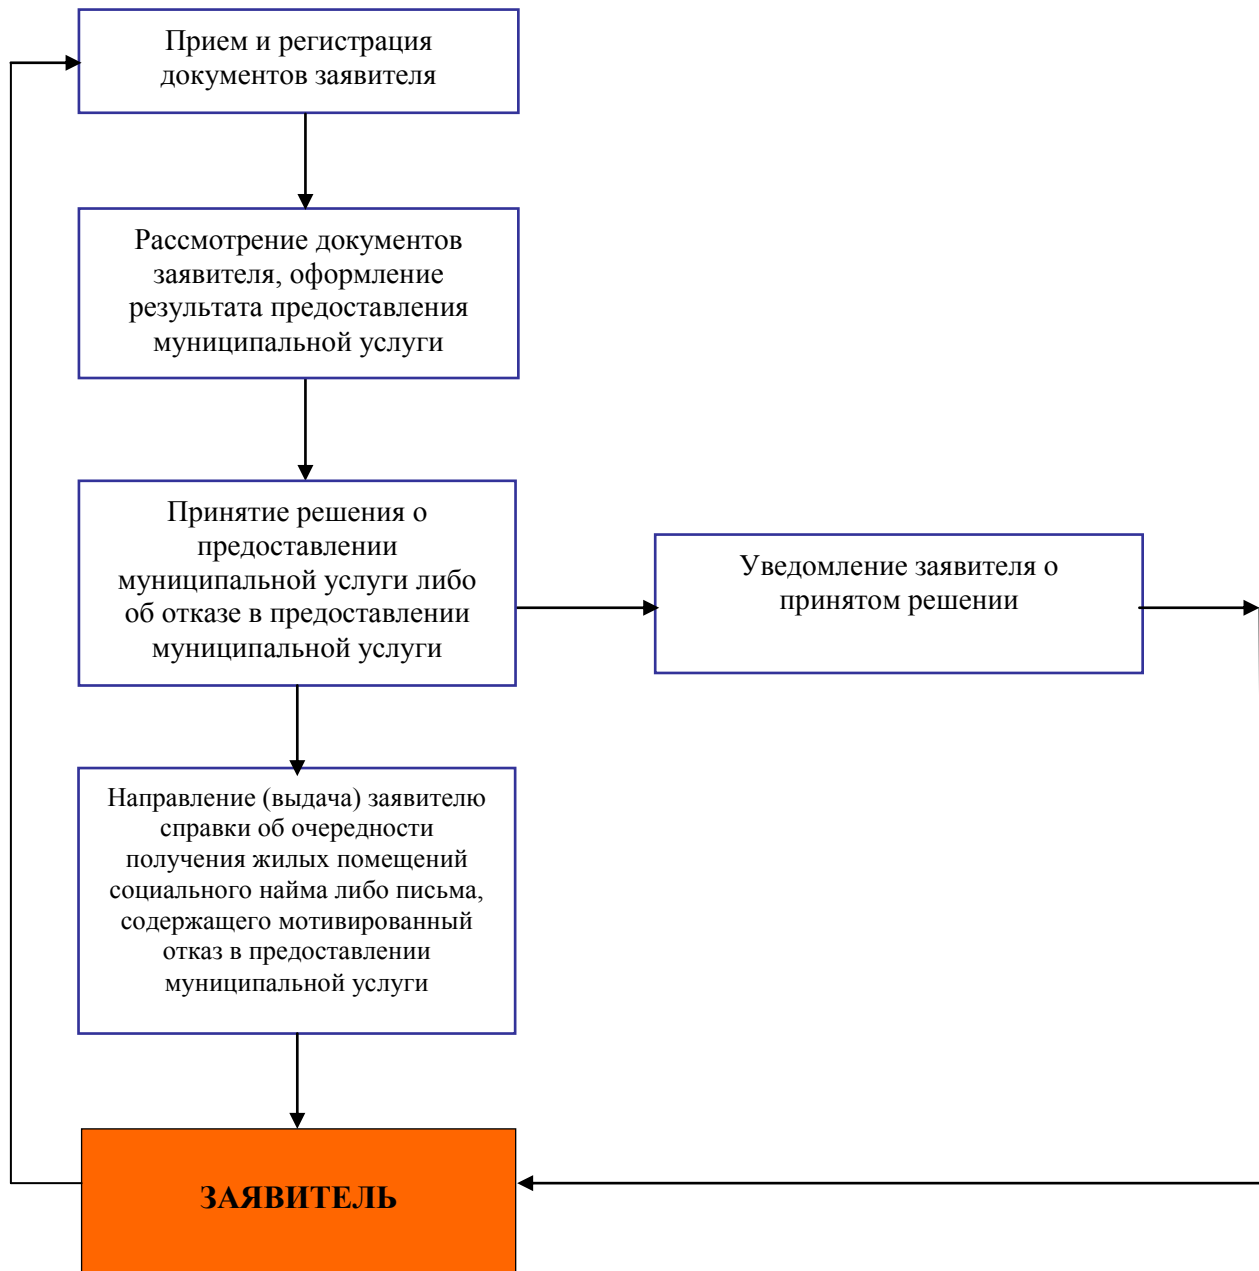 Прием и регистрация
документов заявителя
Рассмотрение документов
заявителя, оформление
результата предоставления
муниципальной услуги
Принятие решения о
предоставлении
муниципальной услуги либо
об отказе в предоставлении
муниципальной услуги
Уведомление заявителя о
принятом решении
Направление (выдача) заявителю
справки об очередности
получения жилых помещений
социального найма либо письма,
содержащего мотивированный
отказ в предоставлении
муниципальной услуги
ЗАЯВИТЕЛЬ